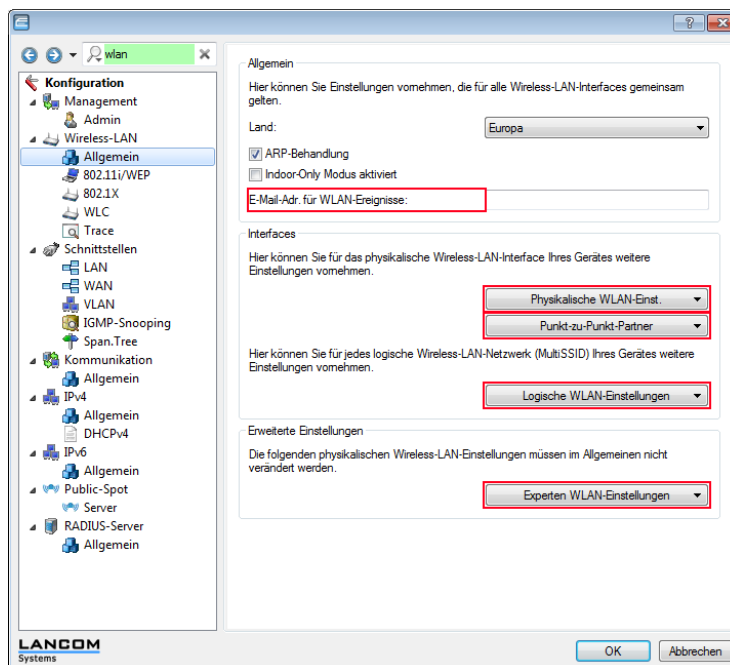 wlan
Konfiguration
Management
Admin
Wireless-LAN
Allgemein
802.11i/WEP
802.1X
WLC
Trace
Schnittstellen
LAN
WAN
VLAN
IGMP-Snooping
Span.Tree
Kommunikation
Allgemein
IPv4
Allgemein
DHCPv4
IPv6
Allgemein
Public-Spot
Server
RADIUS-Server
Allgemein
Allgemein
Hier können Sie Einstellungen vornehmen, die für alle Wireless-LAN-Interfaces gemeinsam
gelten.
Land:
Europa
ARP-Behandlung
Indoor-Only Modus aktiviert
E-Mail-Adr. für WLAN-Ereignisse:
Interfaces
Hier können Sie für das physikalische Wireless-LAN-Interface Ihres Gerätes weitere
Einstellungen vornehmen.
Physikalische WLAN-Einst.
Punkt-zu-Punkt-Partner
Hier können Sie für jedes logische Wireless-LAN-Netzwerk (MultiSSID) Ihres Gerätes weitere
Einstellungen vornehmen.
Logische WLAN-Einstellungen
Erweiterte Einstellungen
Die folgenden physikalischen Wireless-LAN-Einstellungen müssen im Allgemeinen nicht
verändert werden.
Experten WLAN-Einstellungen
LANCOM
Systems
OK
Abbrechen